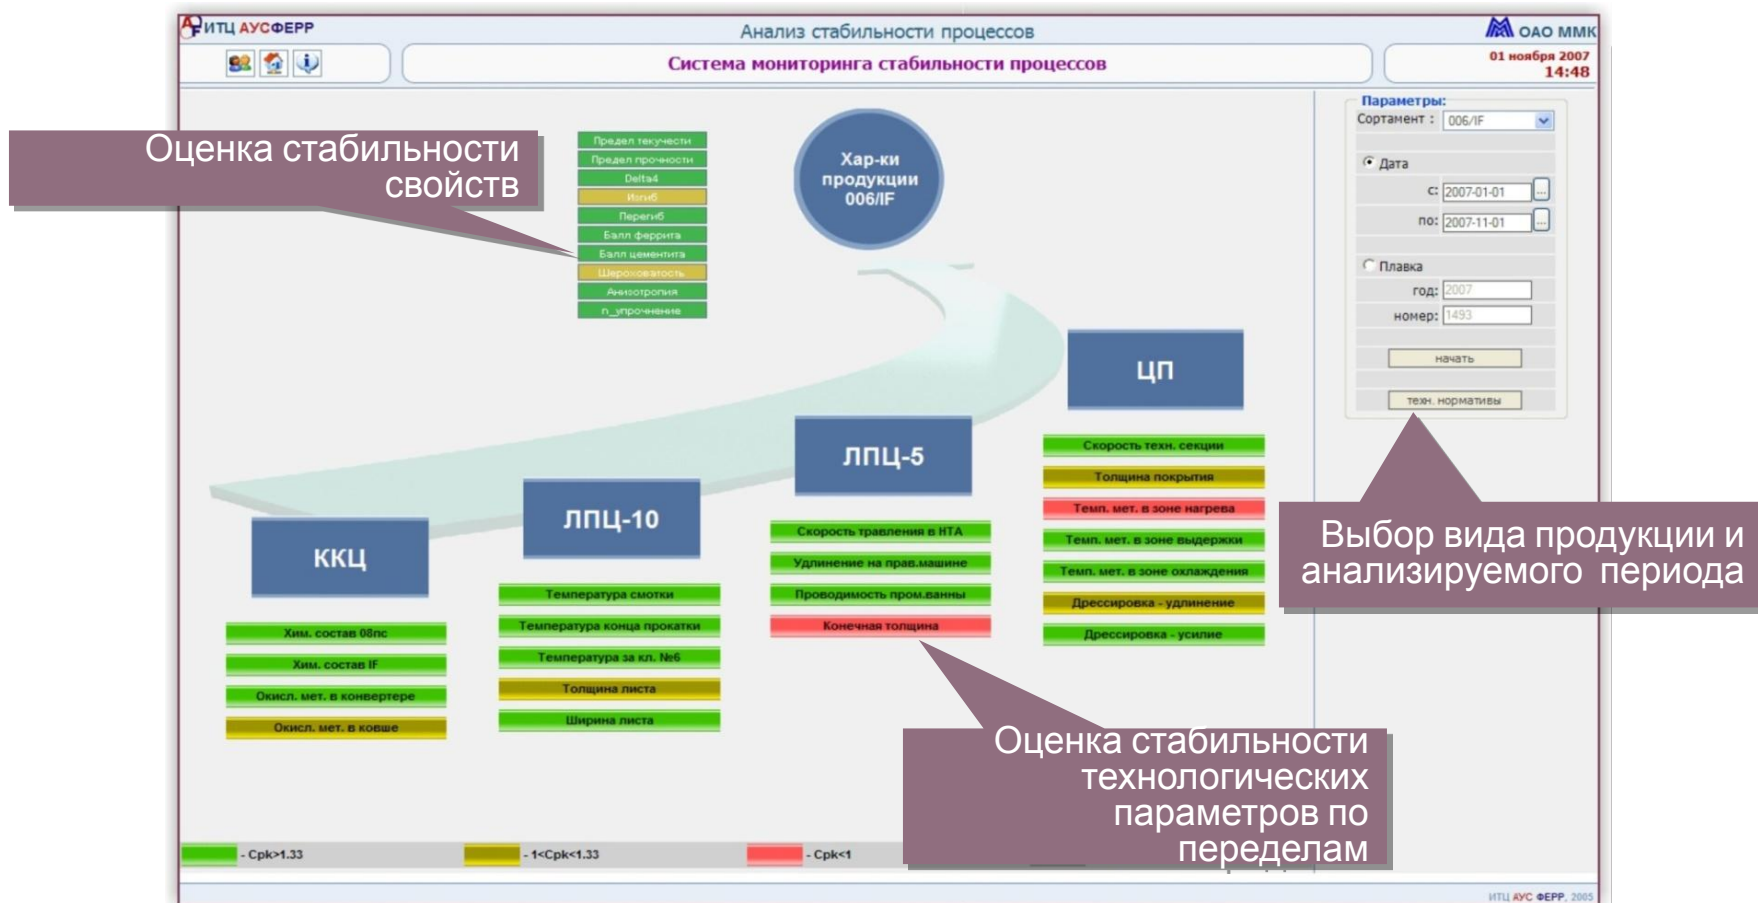 ИТЦ АУСФЕРР
Анализ стабильности процессов
ОАО ММК
Система мониторинга стабильности процессов
01 ноября 2007
14:48
Оценка стабильности
свойств
Предел текучести
Предел прочности
Delta4
Изгиб
Перегиб
Балл феррита
Балл цементита
Шероховатость
Анизотропия
n_упрочнение
Хар-ки
продукции
006/IF
Параметры:
Сортамент : 006/IF
Дата
с: 2007-01-01 ...
по: 2007-11-01 ...
Плавка
год: 2007
номер: 1493
начать
техн. нормативы
Выбор вида продукции и
анализируемого периода
ККЦ
Хим. состав 08пс
Хим. состав IF
Окисл. мет. в конвертере
Окисл. мет. в ковше
ЛПЦ-10
Температура смотки
Температура конца прокатки
Температура за кл. №6
Толщина листа
Ширина листа
ЛПЦ-5
Скорость травления в НТА
Удлинение на прав.машине
Проводимость пром.ванны
Конечная толщина
ЦП
Скорость техн. секции
Толщина покрытия
Темп. мет. в зоне нагрева
Темп. мет. в зоне выдержки
Темп. мет. в зоне охлаждения
Дрессировка - удлинение
Дрессировка - усилие
Оценка стабильности
технологических
параметров по
переделам
- Cpk>1.33
- 1<Cpk<1.33
- Cpk<1
ИТЦ АУС ФЕРР, 2005